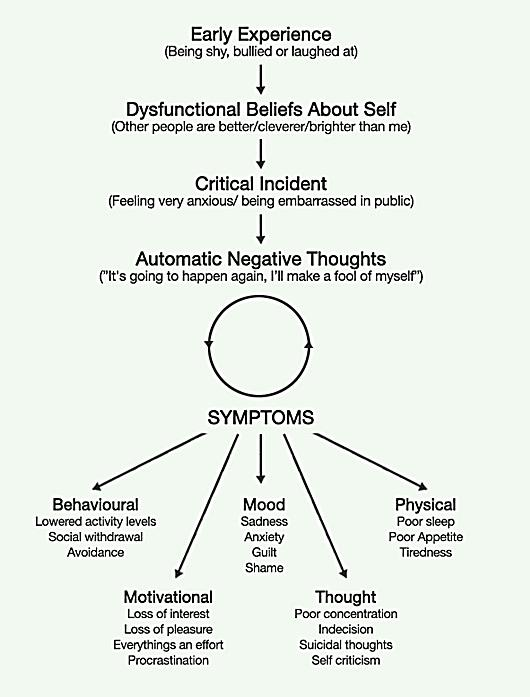 Early Experience
(Being shy, bullied or laughed at)
Dysfunctional Beliefs About Self
(Other people are better/cleverer/brighter than me)
Critical Incident
(Feeling very anxious/ being embarrassed in public)
Automatic Negative Thoughts
("It's going to happen again, I'll make a fool of myself")
SYMPTOMS
Behavioural
Lowered activity levels
Social withdrawal
Avoidance
Mood
Sadness
Anxiety
Guilt
Shame
Physical
Poor sleep
Poor Appetite
Tiredness
Motivational
Loss of interest
Loss of pleasure
Everythings an effort
Procrastination
Thought
Poor concentration
Indecision
Suicidal thoughts
Self criticism